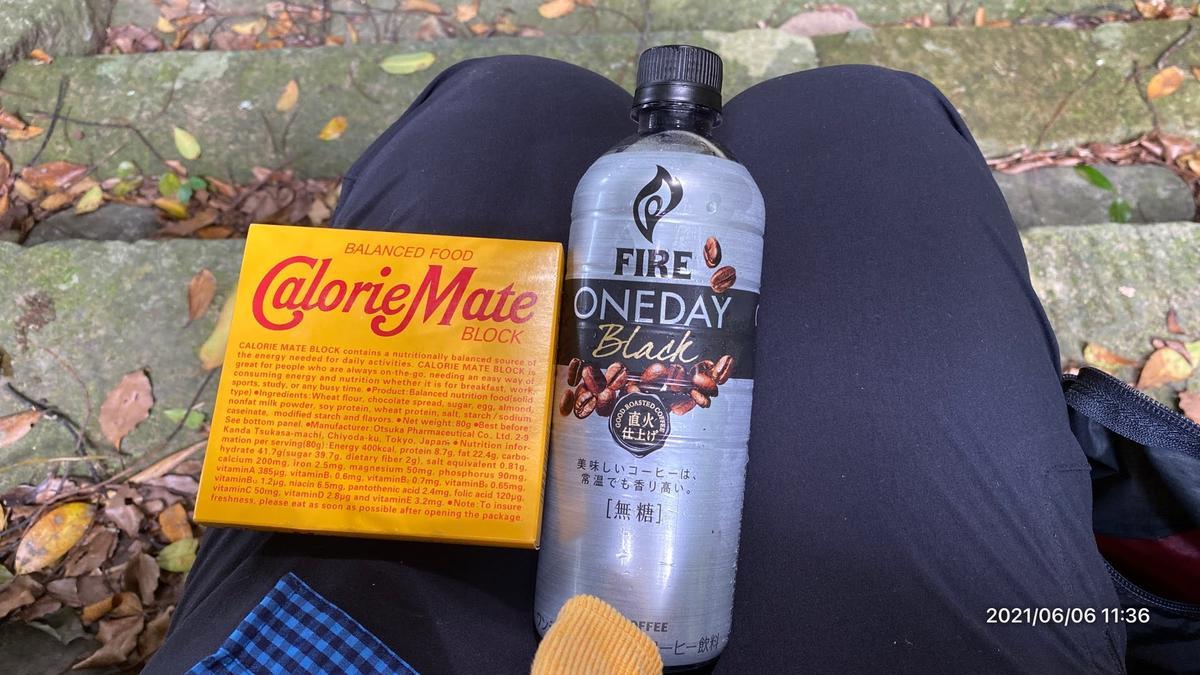 BALANCED FOOD
CalorieMate
BLOCK
CALORIE MATE BLOCK contains a nutritionally balanced source of
the energy needed for daily activities. CALORIE MATE BLOCK is
great for people who are always on-the-go, needing an easy way of
consuming energy and nutrition whether it is for breakfast, work,
sports, study, or any busy time. ●Product: Balanced nutrition food(solid
type) ●Ingredients: Wheat flour, chocolate spread, sugar, egg, almond,
nonfat milk powder, soy protein, wheat protein, salt, starch / sodium
caseinate, modified starch and flavors. ●Net weight: 80g ●Best before:
See bottom panel. ●Manufacturer: Otsuka Pharmaceutical Co., Ltd. 2-9
Kanda Tsukasa-machi, Chiyoda-ku, Tokyo, Japan ●Nutrition infor-
mation per serving(80g): Energy 400kcal, protein 8.7g, fat 22.4g, carbo-
hydrate 41.7g(sugar 39.7g, dietary fiber 2g), salt equivalent 0.81g,
calcium 200mg, iron 2.5mg, magnesium 50mg, phosphorus 90mg,
vitaminA 385μg, vitaminB₁ 0.6mg, vitaminB₂ 0.7mg, vitaminB₆ 0.65mg,
vitaminB₁₂ 1.2μg, niacin 6.5mg, pantothenic acid 2.4mg, folic acid 120μg,
vitaminC 50mg, vitaminD 2.8μg and vitaminE 3.2mg. ●Note: To insure
freshness, please eat as soon as possible after opening the package.
FIRE
ONEDAY
Black
GOOD ROASTED COFFEE
直火
仕上げ
美味しいコーヒーは、
常温でも香り高い。
[無糖]
OFFEE
ーヒー飲料
2021/06/06 11:36